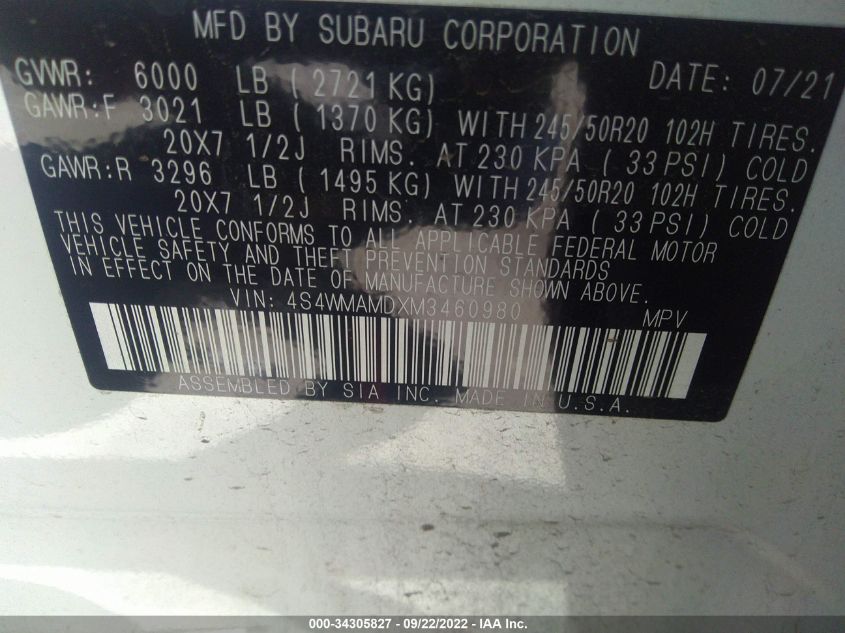 MFD BY SUBARU CORPORATION
GVWR: 6000 LB ( 2721 KG) DATE: 07/21
GAWR:F 3021 LB ( 1370 KG) WITH 245/50R20 102H TIRES.
20X7 1/2J RIMS. AT 230 KPA ( 33 PSI) COLD
GAWR:R 3296 LB ( 1495 KG) WITH 245/50R20 102H TIRES.
20X7 1/2J RIMS. AT 230 KPA ( 33 PSI) COLD
THIS VEHICLE CONFORMS TO ALL APPLICABLE FEDERAL MOTOR
VEHICLE SAFETY AND THEFT PREVENTION STANDARDS
IN EFFECT ON THE DATE OF MANUFACTURE SHOWN ABOVE.
VIN: 4S4WMAMDXM3460980 MPV
ASSEMBLED BY SIA INC. MADE IN U.S.A.
000-34305827 - 09/22/2022 - IAA Inc.